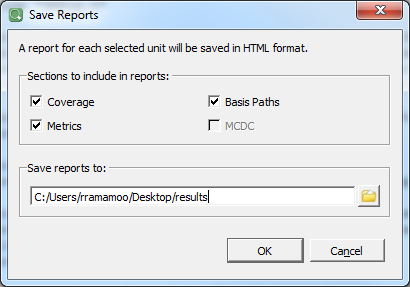 Save Reports
A report for each selected unit will be saved in HTML format.
Sections to include in reports:
Coverage
Basis Paths
Metrics
MCDC
Save reports to:
C:/Users/rramamoo/Desktop/results
OK
Cancel